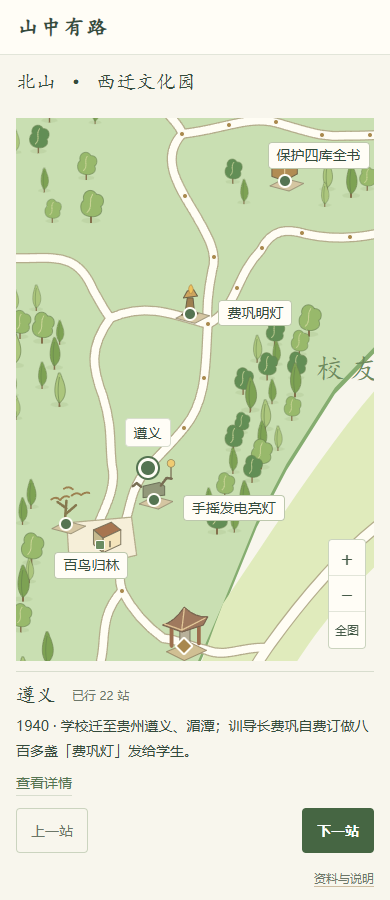 山中有路
北山 • 西迁文化园
保护四库全书
费巩明灯
校友
遵义
手摇发电亮灯
百鸟归林
+
−
全图
遵义 已行 22 站
1940 · 学校迁至贵州遵义、湄潭；训导长费巩自费订做八
百多盏「费巩灯」发给学生。
查看详情
上一站 下一站
资料与说明